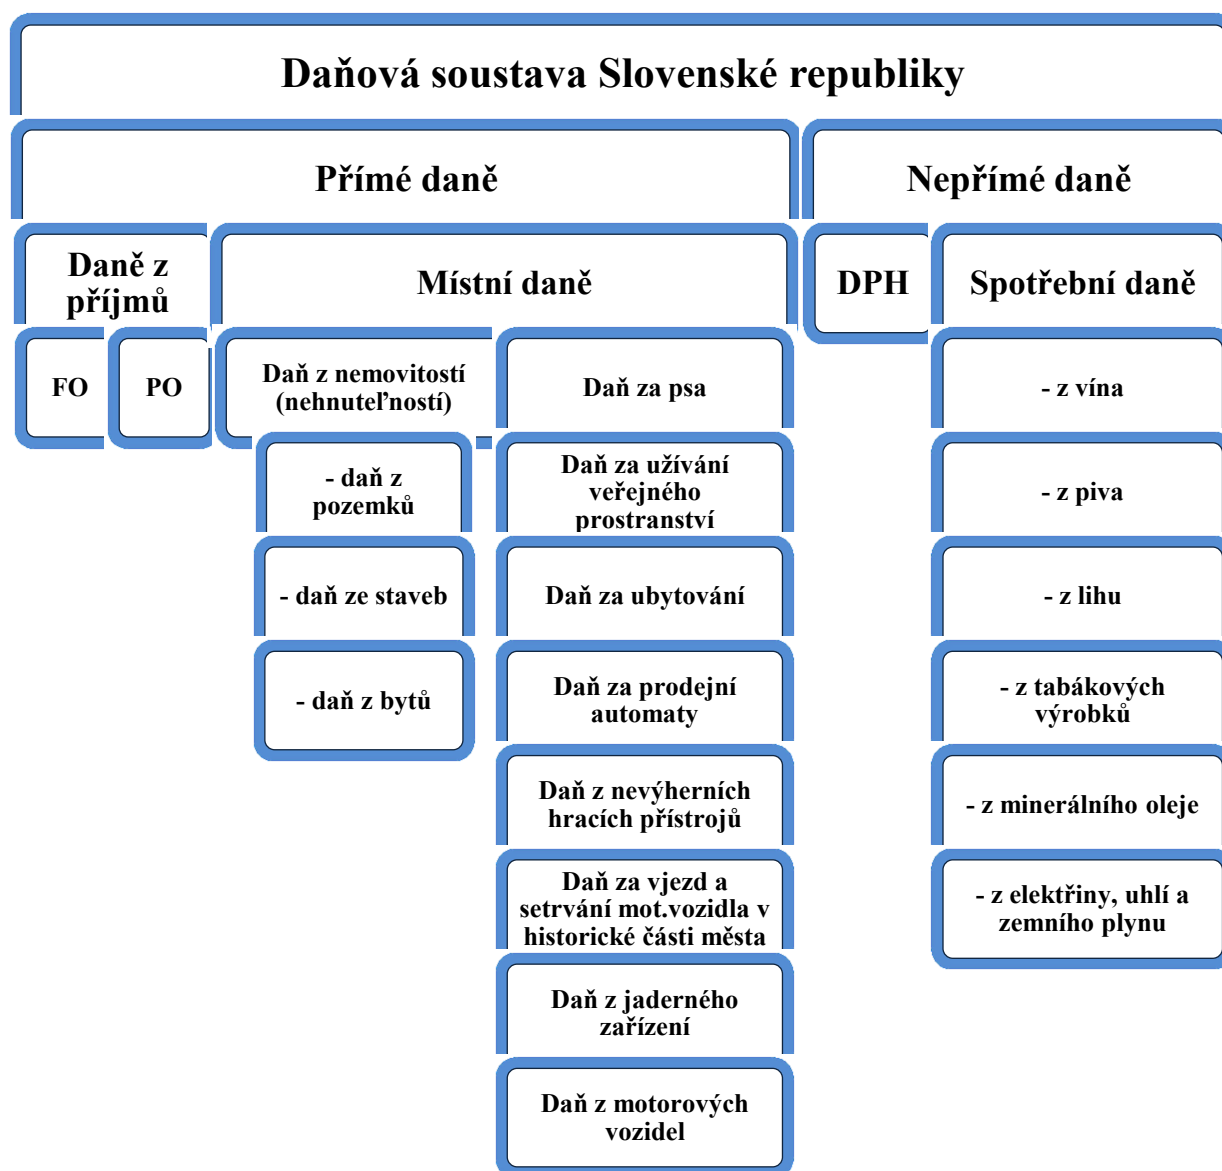 Daňová soustava Slovenské republiky
Přímé daně
Nepřímé daně
Daně z
příjmů
Místní daně
DPH
Spotřební daně
FO
PO
Daň z nemovitostí
(nehnuteľností)
Daň za psa
- z vína
- daň z
pozemků
Daň za užívání
veřejného
prostranství
- z piva
- daň ze staveb
Daň za ubytování
- z lihu
- daň z bytů
Daň za prodejní
automaty
- z tabákových
výrobků
Daň z nevýherních
hracích přístrojů
- z minerálního oleje
Daň za vjezd a
setrvání mot.vozidla v
historické části města
- z elektřiny, uhlí a
zemního plynu
Daň z jaderného
zařízení
Daň z motorových
vozidel